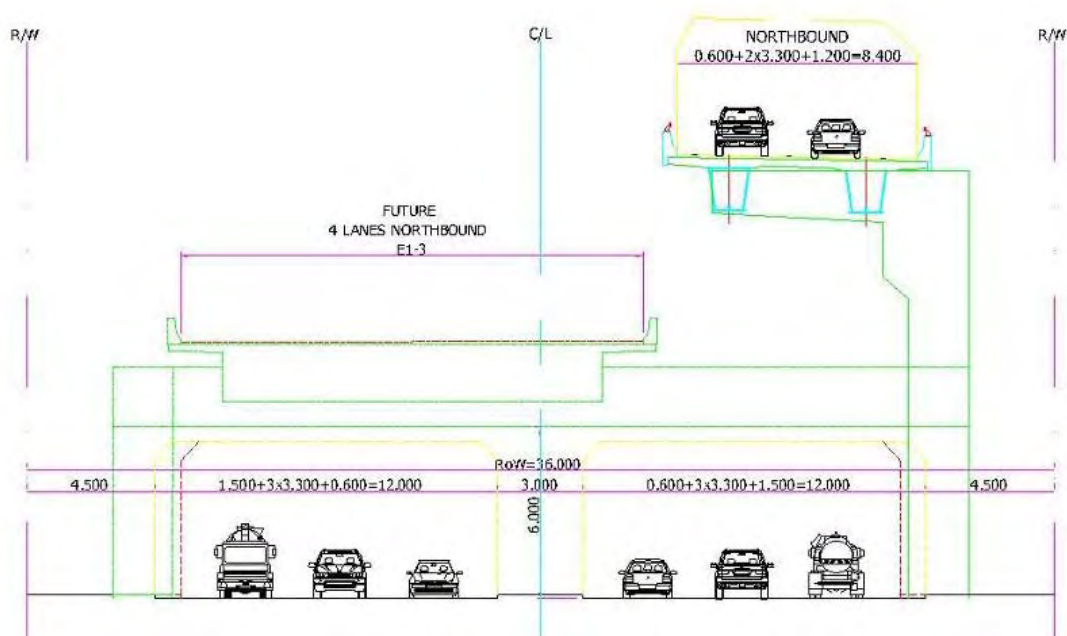 R/W
C/L
R/W
NORTHBOUND
0.600+2x3.300+1.200=8.400
FUTURE
4 LANES NORTHBOUND
E1-3
RoW=36.000
4.500
1.500+3x3.300+0.600=12.000
3.000
0.600+3x3.300+1.500=12.000
4.500
6.000